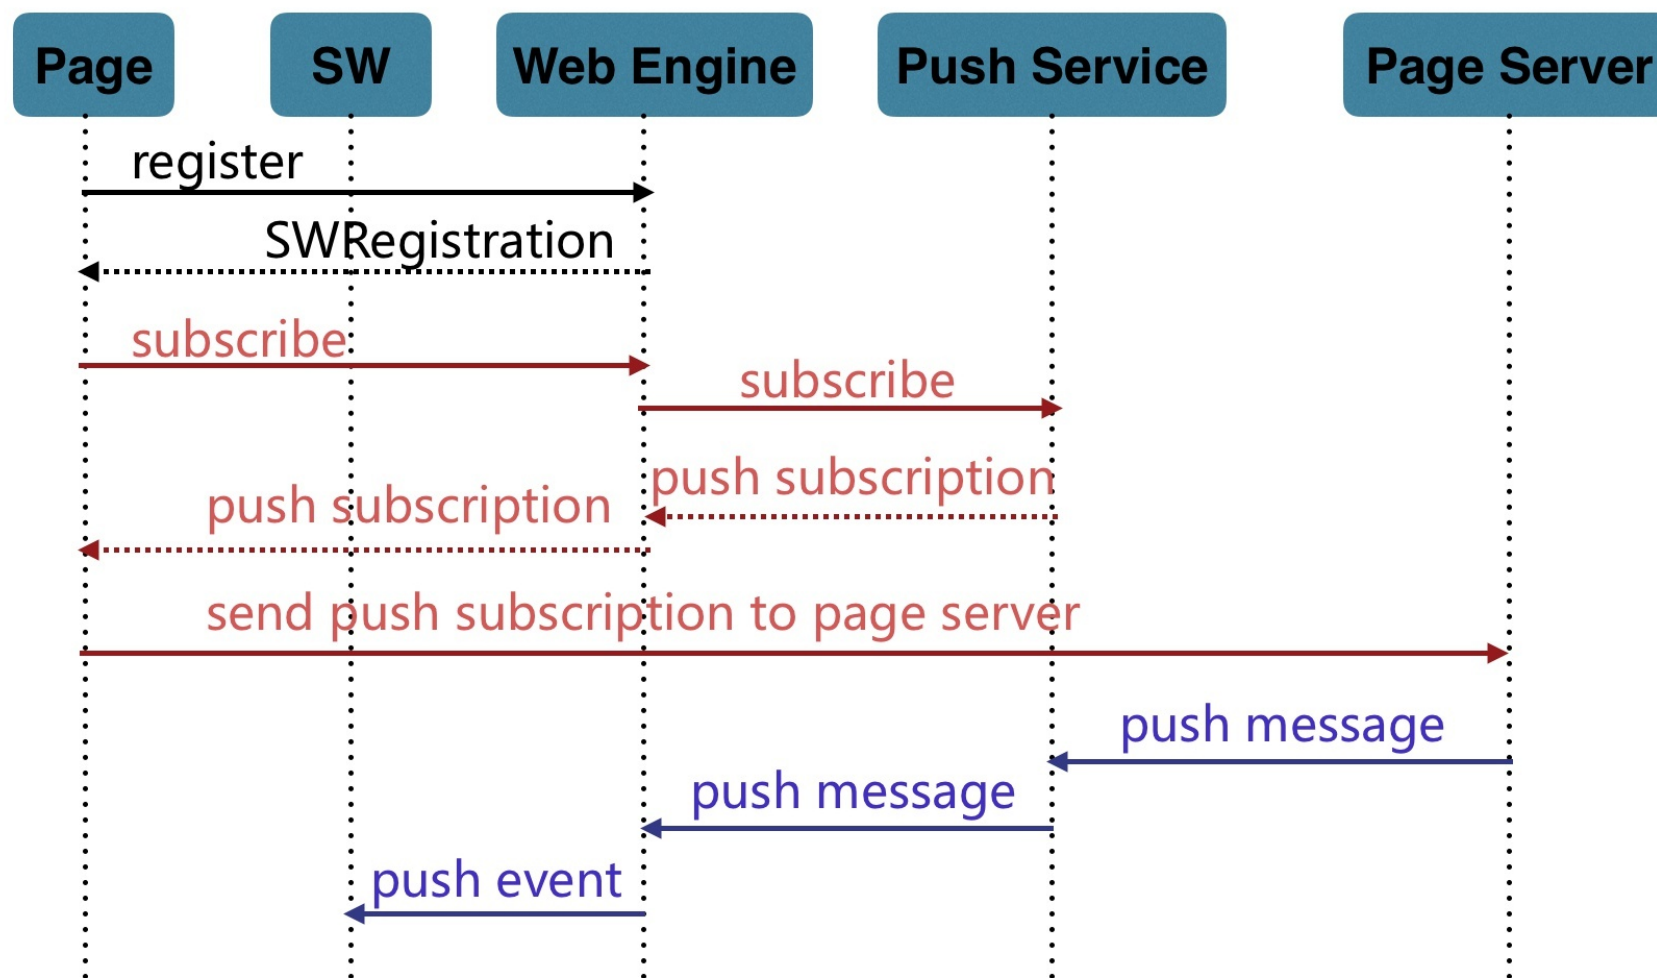 Page
SW
Web Engine
Push Service
Page Server
register
SWRegistration
subscribe
subscribe
push subscription
push subscription
send push subscription to page server
push message
push message
push event